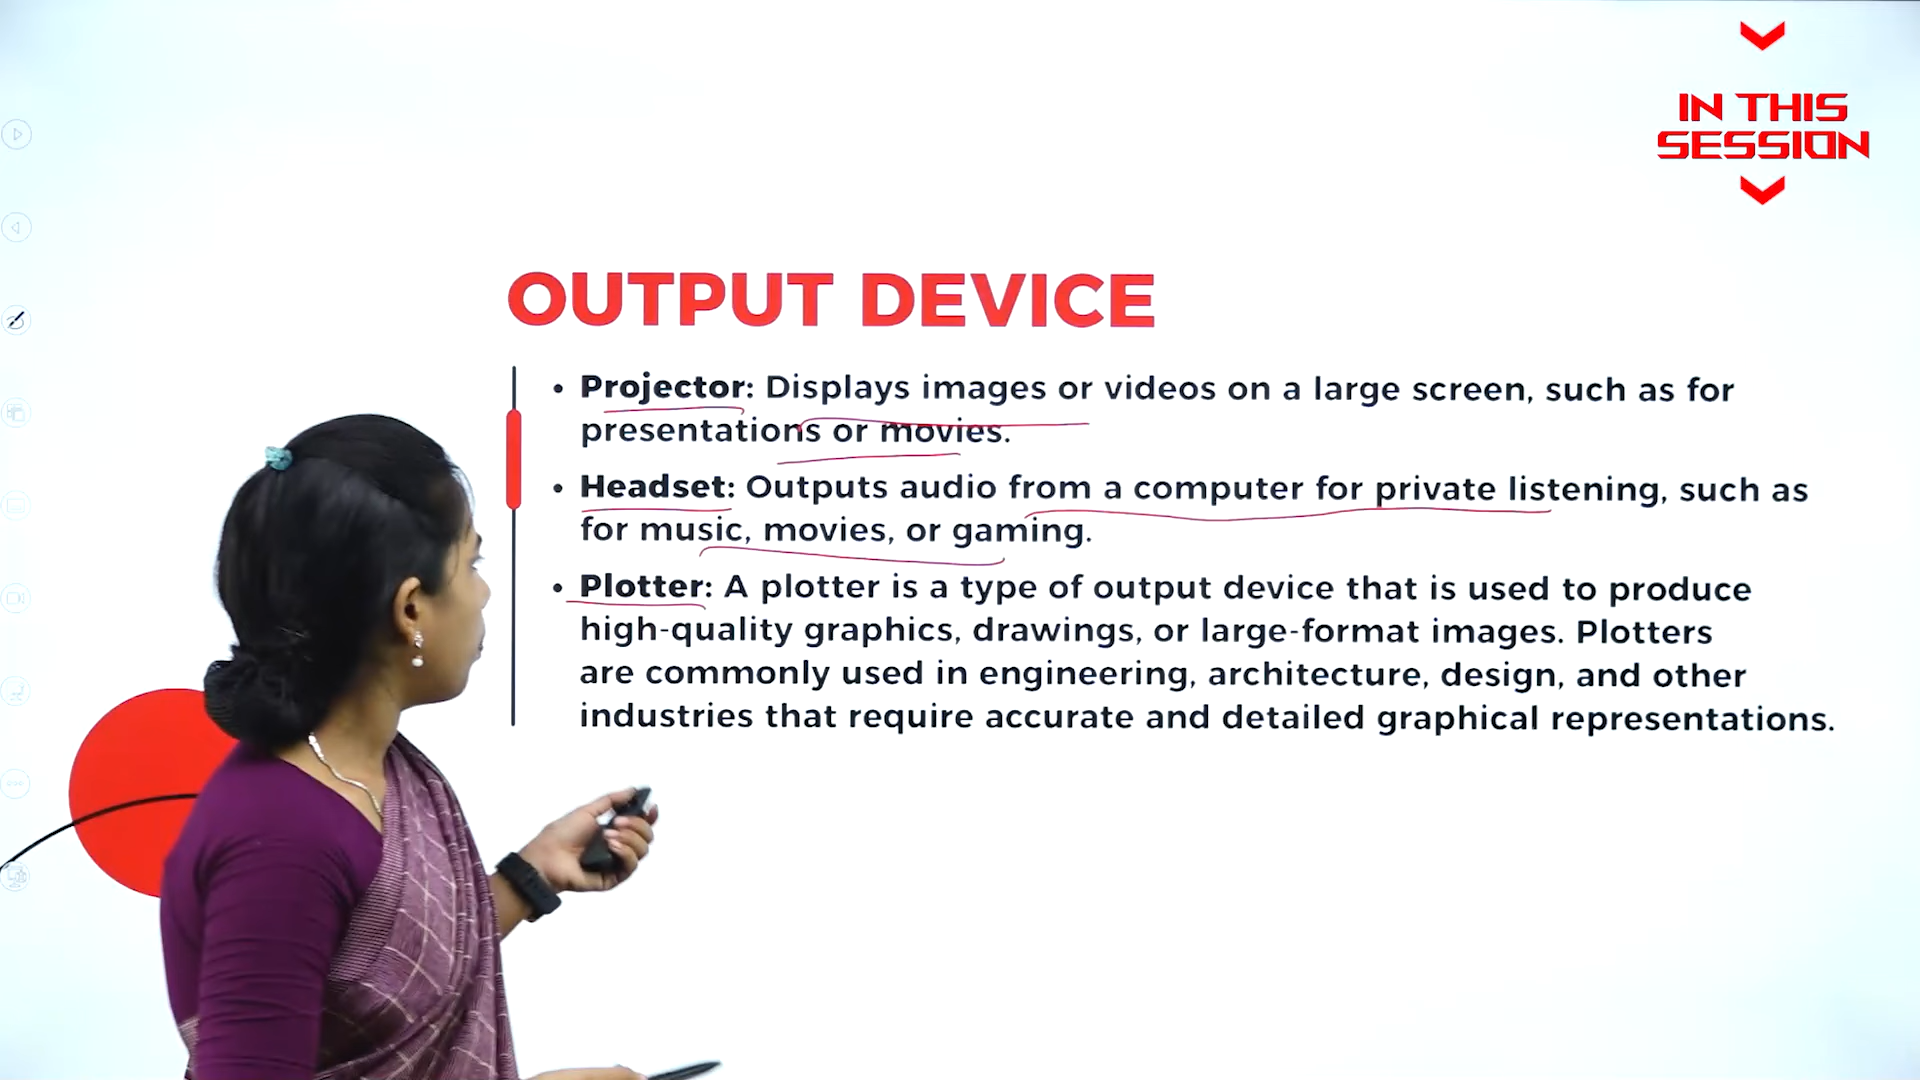 IN THIS
SESSION
OUTPUT DEVICE
• Projector: Displays images or videos on a large screen, such as for
presentations or movies.
• Headset: Outputs audio from a computer for private listening, such as
for music, movies, or gaming.
• Plotter: A plotter is a type of output device that is used to produce
high-quality graphics, drawings, or large-format images. Plotters
are commonly used in engineering, architecture, design, and other
industries that require accurate and detailed graphical representations.